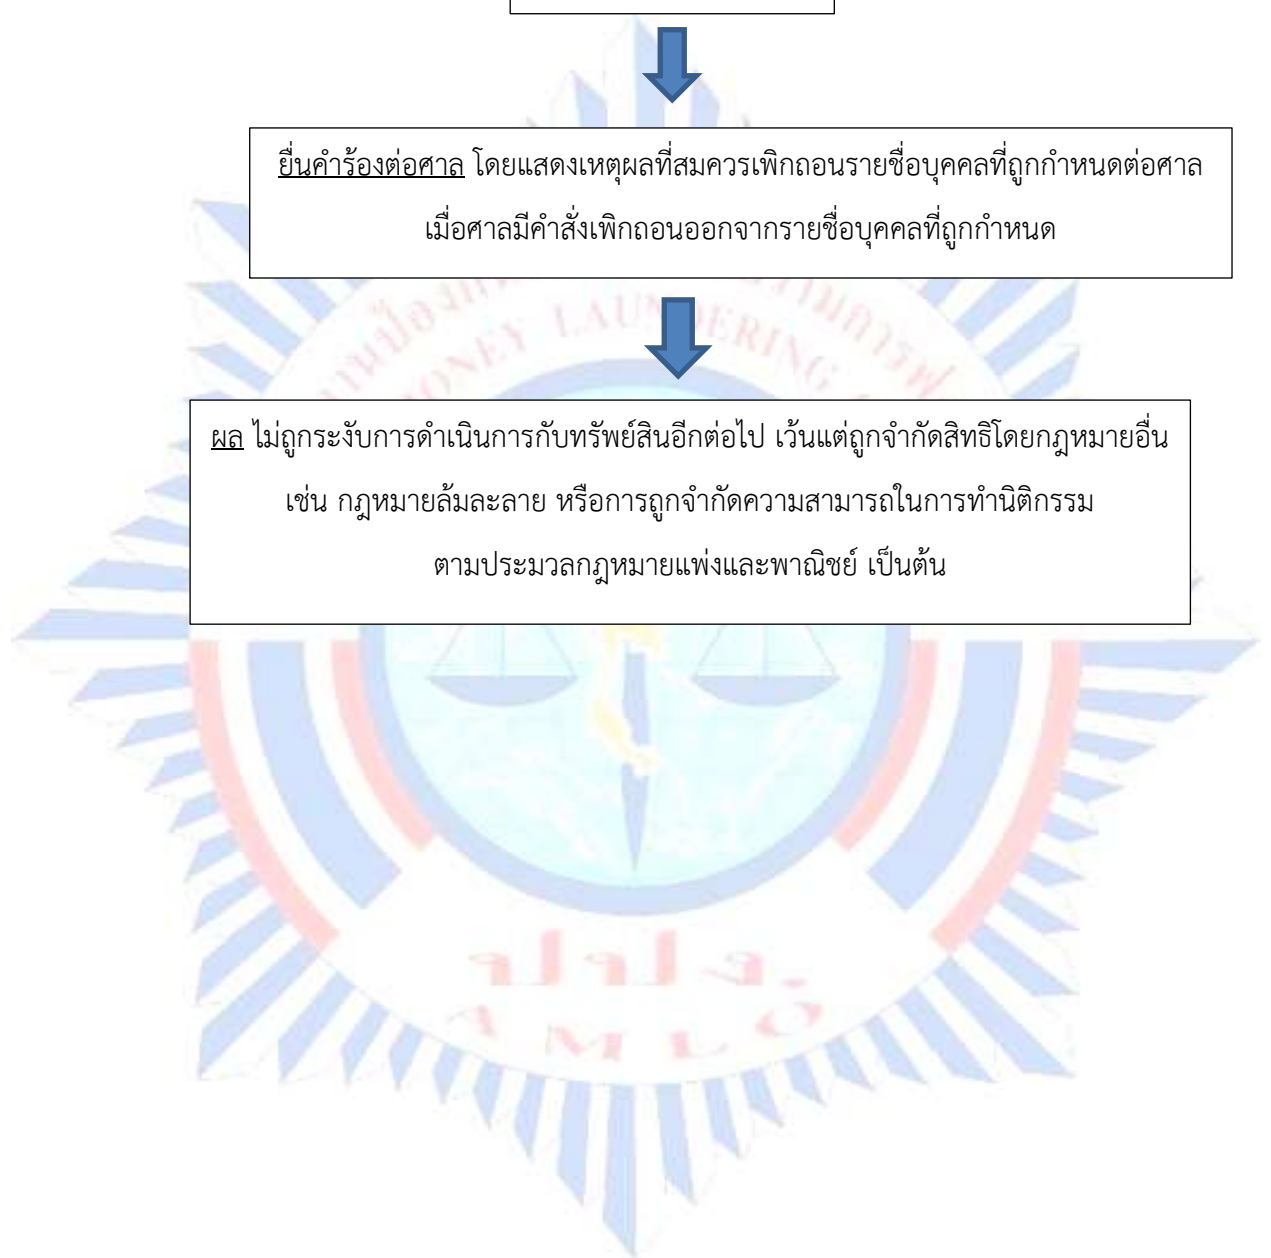 ยื่นคำร้องต่อศาล โดยแสดงเหตุผลที่สมควรเพิกถอนรายชื่อบุคคลที่ถูกกำหนดต่อศาล
เมื่อศาลมีคำสั่งเพิกถอนออกจากรายชื่อบุคคลที่ถูกกำหนด
MONEY LAUNDERING
ผล ไม่ถูกระงับการดำเนินการกับทรัพย์สินอีกต่อไป เว้นแต่ถูกจำกัดสิทธิโดยกฎหมายอื่น
เช่น กฎหมายล้มละลาย หรือการถูกจำกัดความสามารถในการทำนิติกรรม
ตามประมวลกฎหมายแพ่งและพาณิชย์ เป็นต้น
ปปง.
AMLO